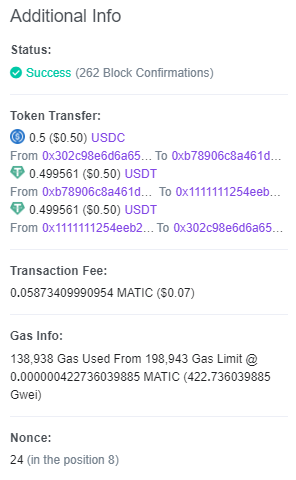 Additional Info
Status:
Success (262 Block Confirmations)
Token Transfer:
0.5 ($0.50) USDC
From 0x302c98e6d6a65... To 0xb78906c8a461d...
0.499561 ($0.50) USDT
From 0xb78906c8a461d... To 0x1111111254eeb...
0.499561 ($0.50) USDT
From 0x1111111254eeb2... To 0x302c98e6d6a65...
Transaction Fee:
0.05873409990954 MATIC ($0.07)
Gas Info:
138,938 Gas Used From 198,943 Gas Limit @
0.000000422736039885 MATIC (422.736039885
Gwei)
Nonce:
24 (in the position 8)